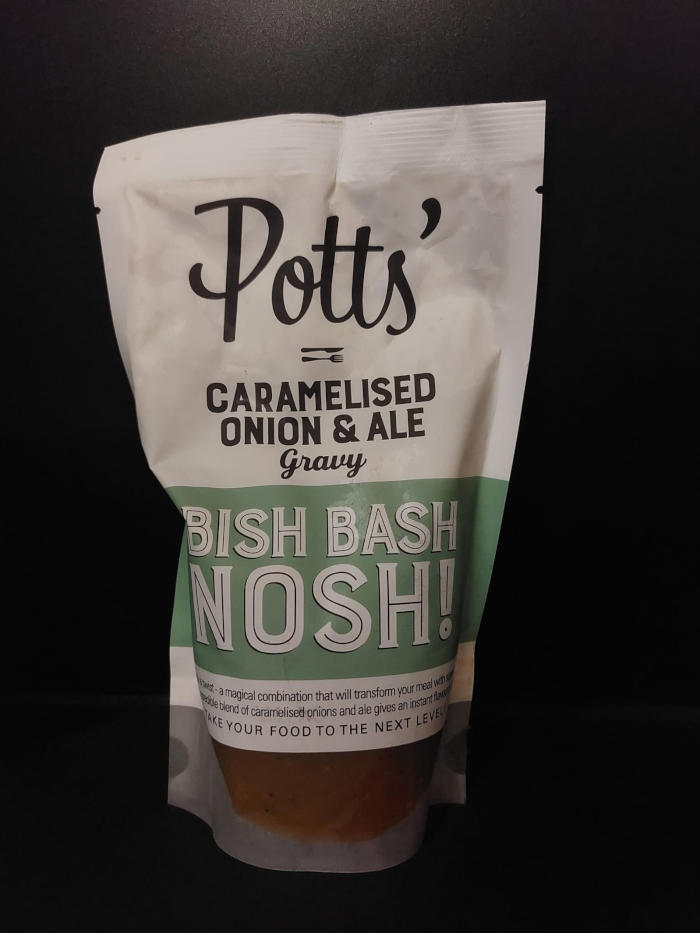 Potts'
CARAMELISED
ONION & ALE
Gravy
BISH BASH
NOSH!
- a magical combination that will transform your meal with
blend of caramelised onions and ale gives an instant
TAKE YOUR FOOD TO THE NEXT LEVEL